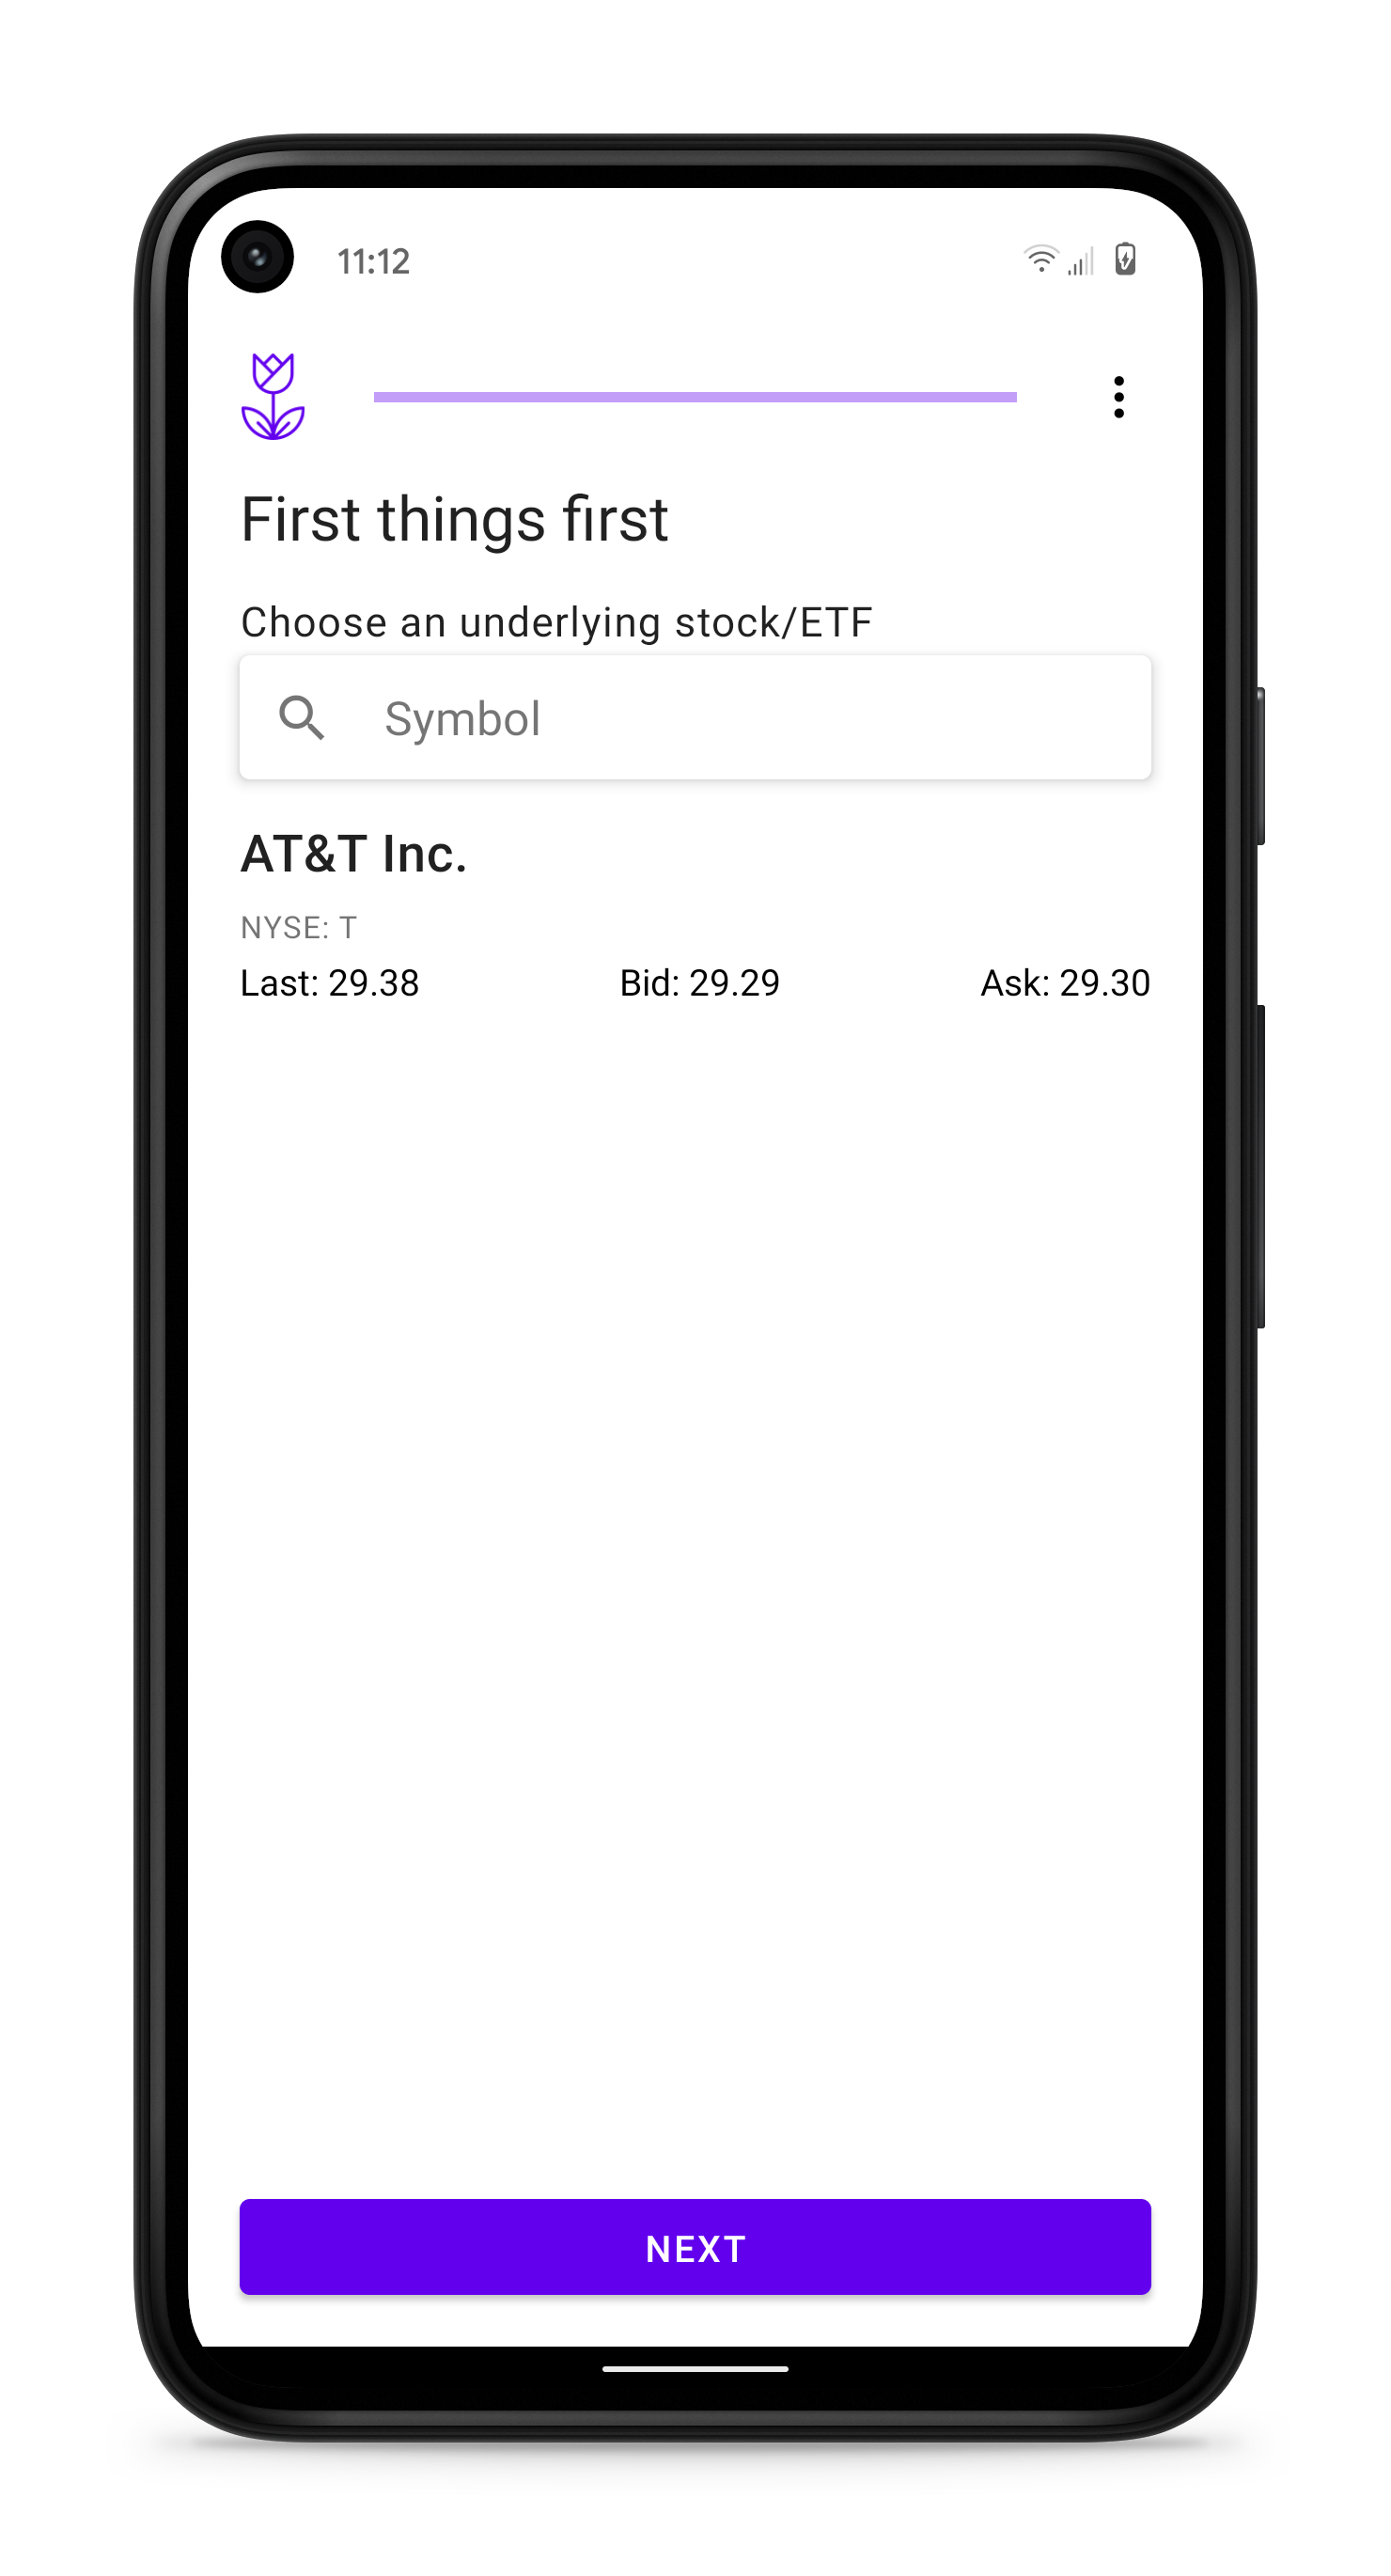 11:12
First things first
Choose an underlying stock/ETF
Symbol
AT&T Inc.
NYSE: T
Last: 29.38 Bid: 29.29 Ask: 29.30
NEXT